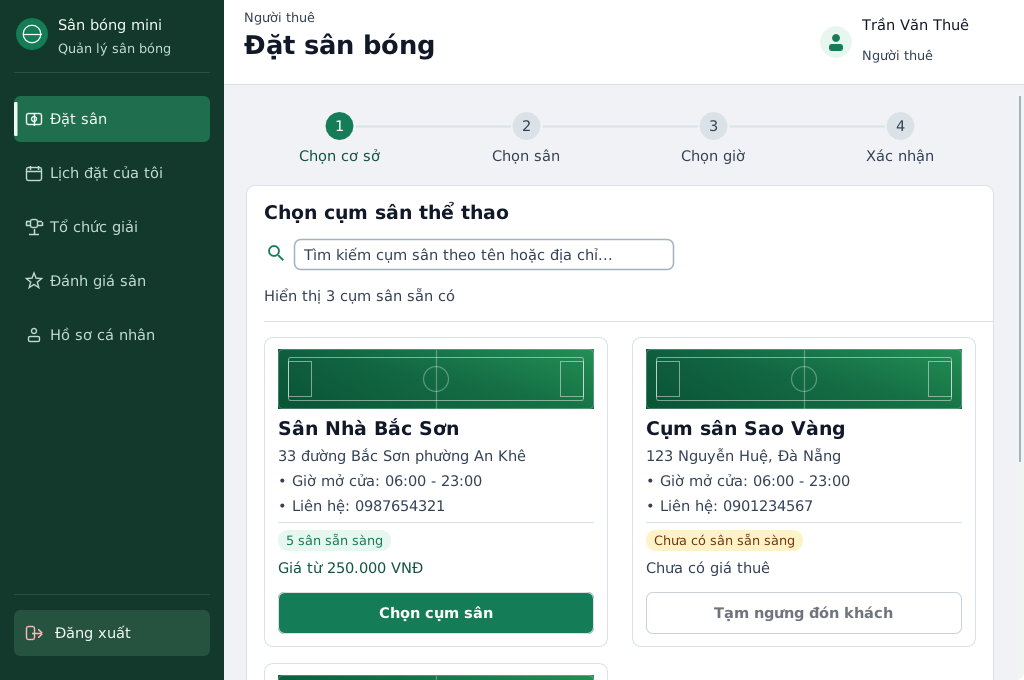 Sân bóng mini
Quản lý sân bóng
Đặt sân
Lịch đặt của tôi
Tổ chức giải
Đánh giá sân
Hồ sơ cá nhân
Đăng xuất
Người thuê
Đặt sân bóng
Trần Văn Thuê
Người thuê
1
2
3
4
Chọn cơ sở
Chọn sân
Chọn giờ
Xác nhận
Chọn cụm sân thể thao
Tìm kiếm cụm sân theo tên hoặc địa chỉ...
Hiển thị 3 cụm sân sẵn có
Sân Nhà Bắc Sơn
33 đường Bắc Sơn phường An Khê
• Giờ mở cửa: 06:00 - 23:00
• Liên hệ: 0987654321
5 sân sẵn sàng
Giá từ 250.000 VNĐ
Chọn cụm sân
Cụm sân Sao Vàng
123 Nguyễn Huệ, Đà Nẵng
• Giờ mở cửa: 06:00 - 23:00
• Liên hệ: 0901234567
Chưa có sân sẵn sàng
Chưa có giá thuê
Tạm ngưng đón khách